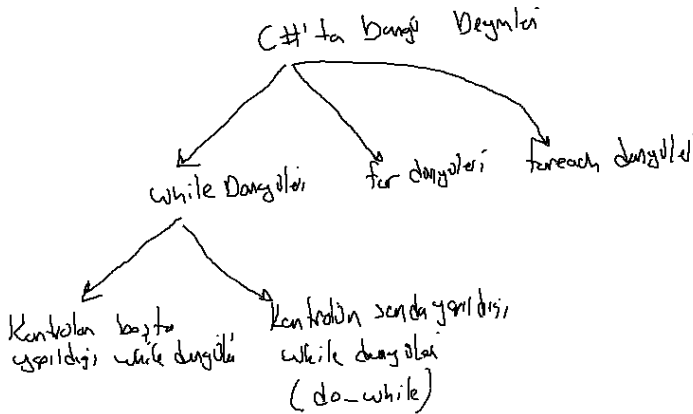 C#'ta Döngü Deyimleri
while Döngüleri
for döngüleri
foreach döngüleri
Kontrolün başta
yapıldığı while döngülü
Kontrolün sonda yapıldığı
while döngüleri
(do_while)